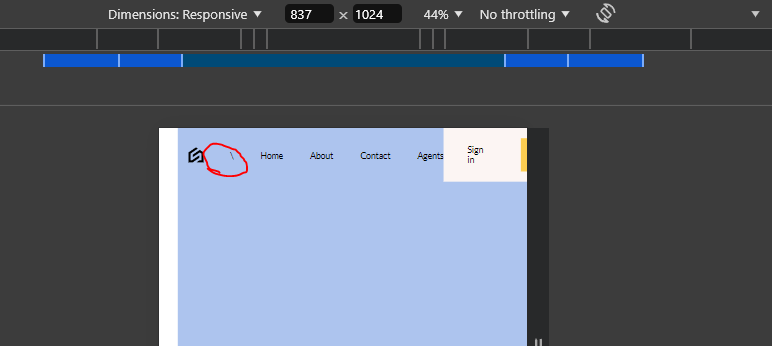 Dimensions: Responsive 837 × 1024 44% No throttling
\ Home About Contact Agents Sign
in